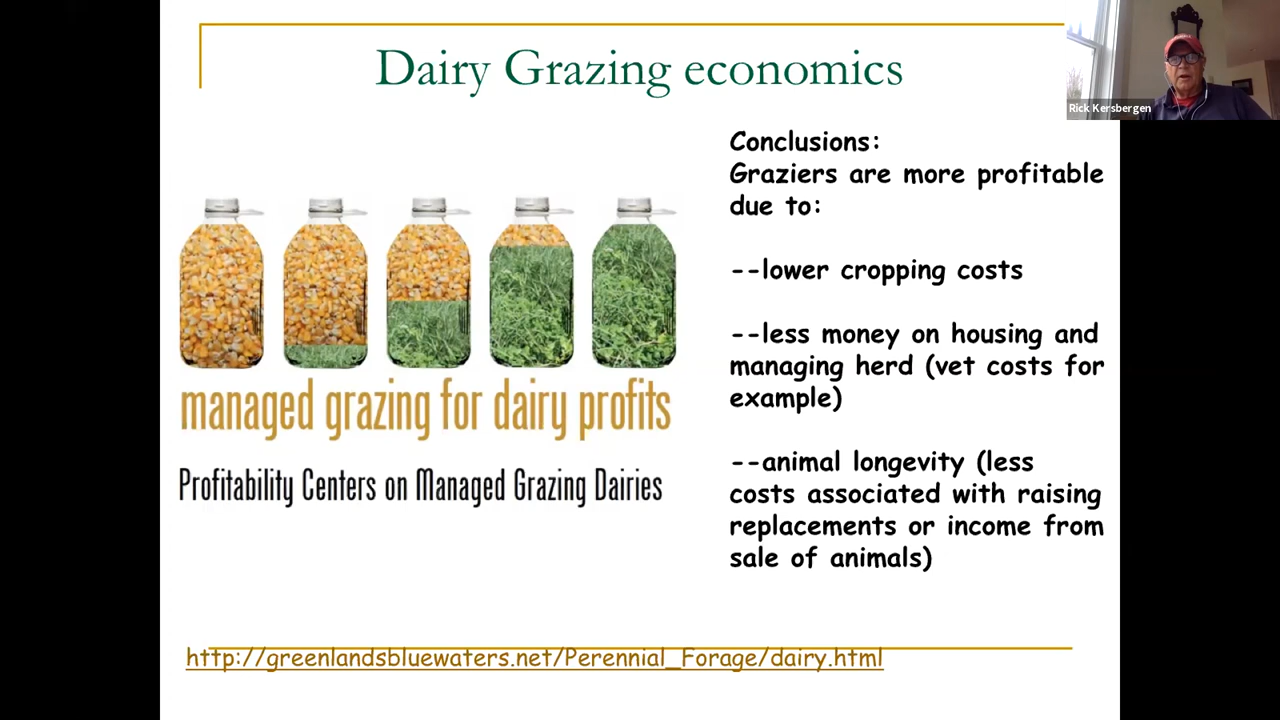 Dairy Grazing economics
Rick Kersbergen
Conclusions:
Graziers are more profitable
due to:
--lower cropping costs
--less money on housing and
managing herd (vet costs for
example)
--animal longevity (less
costs associated with raising
replacements or income from
sale of animals)
managed grazing for dairy profits
Profitability Centers on Managed Grazing Dairies
http://greenlandsbluewaters.net/Perennial_Forage/dairy.html